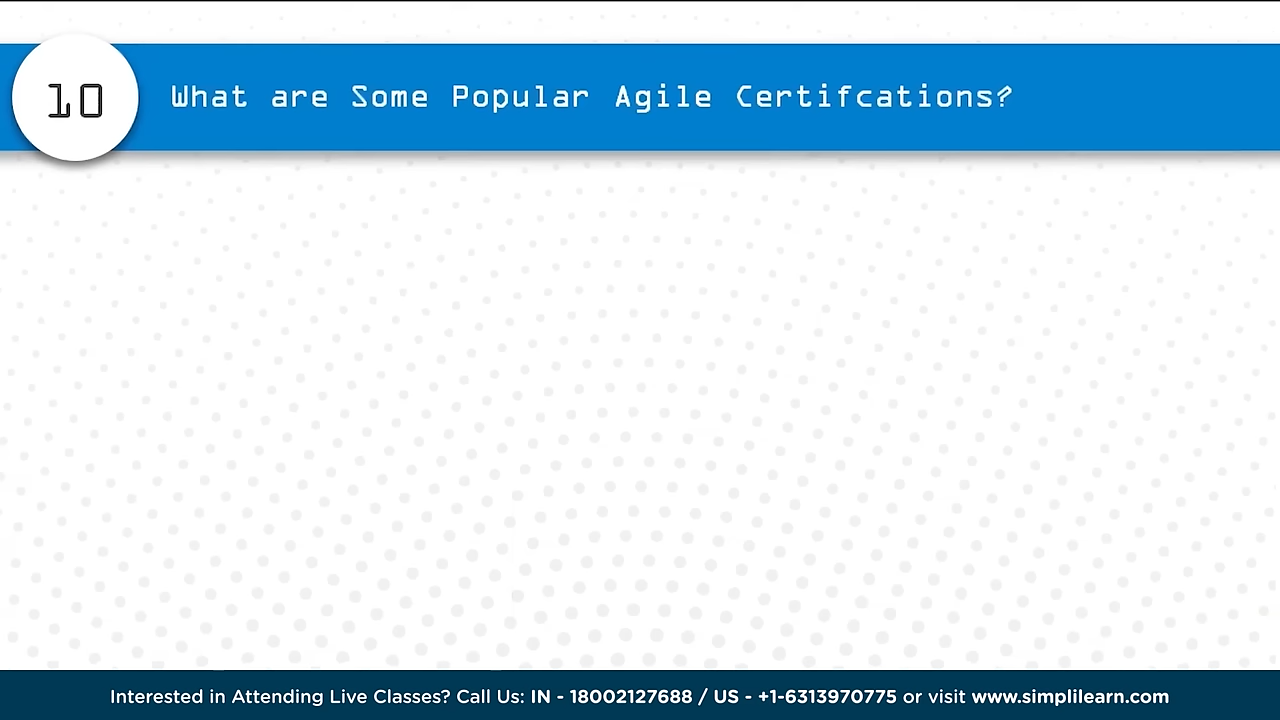 10
What are Some Popular Agile Certifcations?
Interested in Attending Live Classes? Call Us: IN - 18002127688 / US - +1-6313970775 or visit www.simplilearn.com